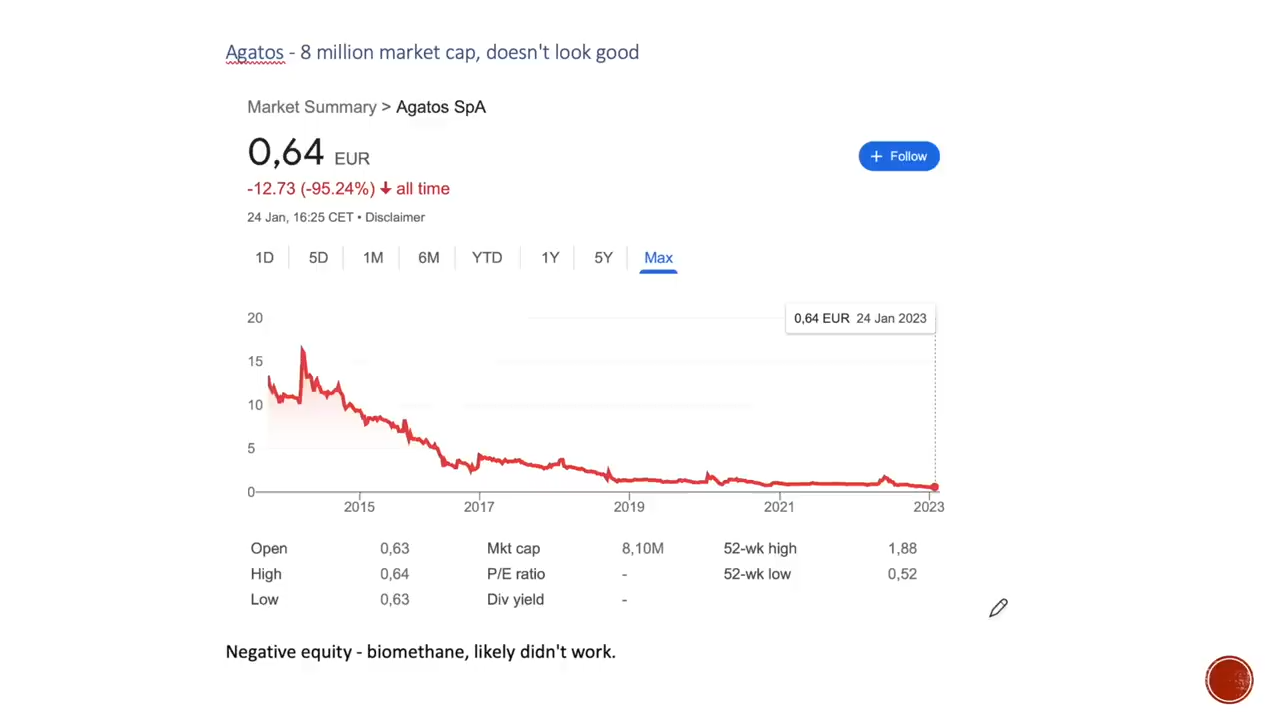 Agatos - 8 million market cap, doesn't look good
Market Summary > Agatos SpA
0,64 EUR
+ Follow
-12.73 (-95.24%) ↓ all time
24 Jan, 16:25 CET • Disclaimer
1D 5D 1M 6M YTD 1Y 5Y Max
0,64 EUR 24 Jan 2023
20
15
10
5
0
2015 2017 2019 2021 2023
Open 0,63 Mkt cap 8,10M 52-wk high 1,88
High 0,64 P/E ratio - 52-wk low 0,52
Low 0,63 Div yield -
Negative equity - biomethane, likely didn't work.